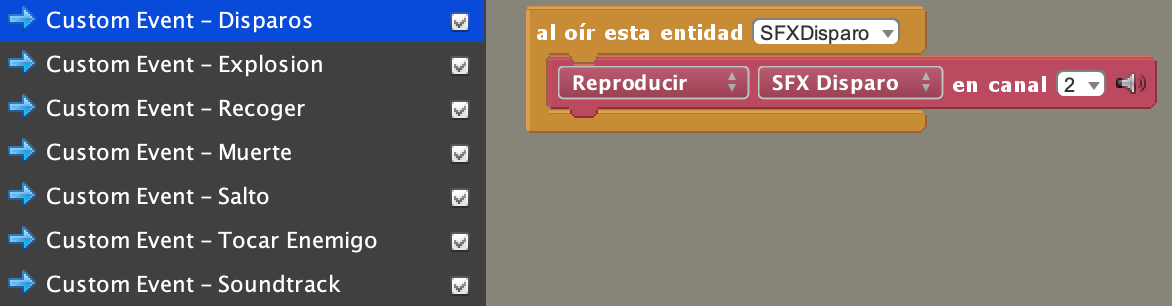 Custom Event – Disparos
Custom Event – Explosion
Custom Event – Recoger
Custom Event – Muerte
Custom Event – Salto
Custom Event – Tocar Enemigo
Custom Event – Soundtrack
al oír esta entidad SFXDisparo
Reproducir SFX Disparo en canal 2